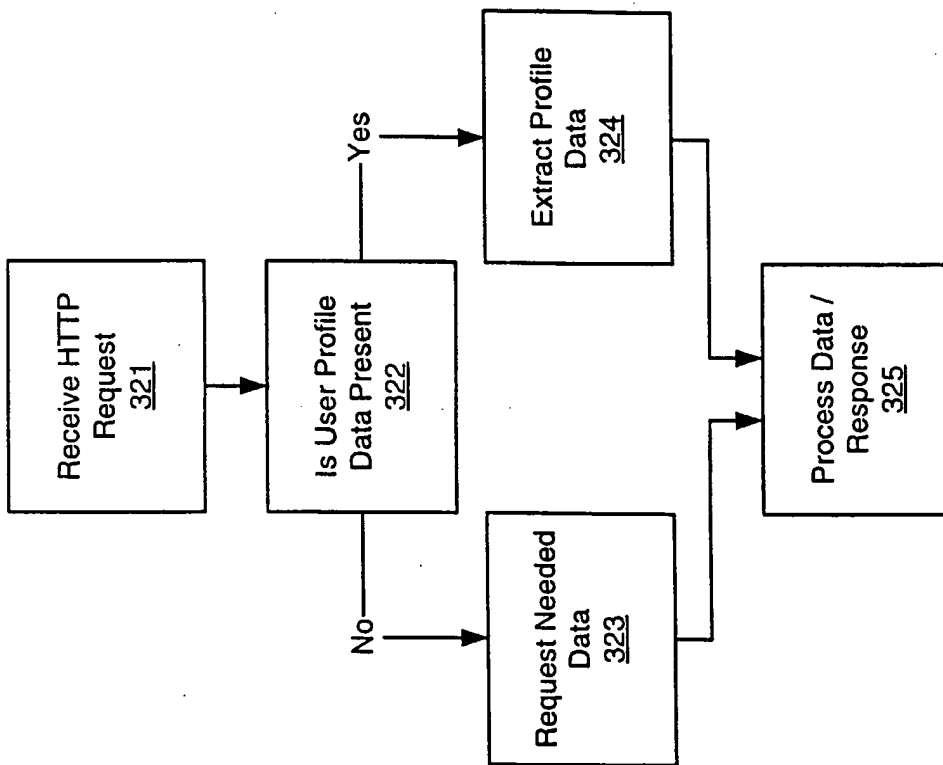 Receive HTTP
Request
321
Is User Profile
Data Present
322
No
Yes
Request Needed
Data
323
Extract Profile
Data
324
Process Data /
Response
325